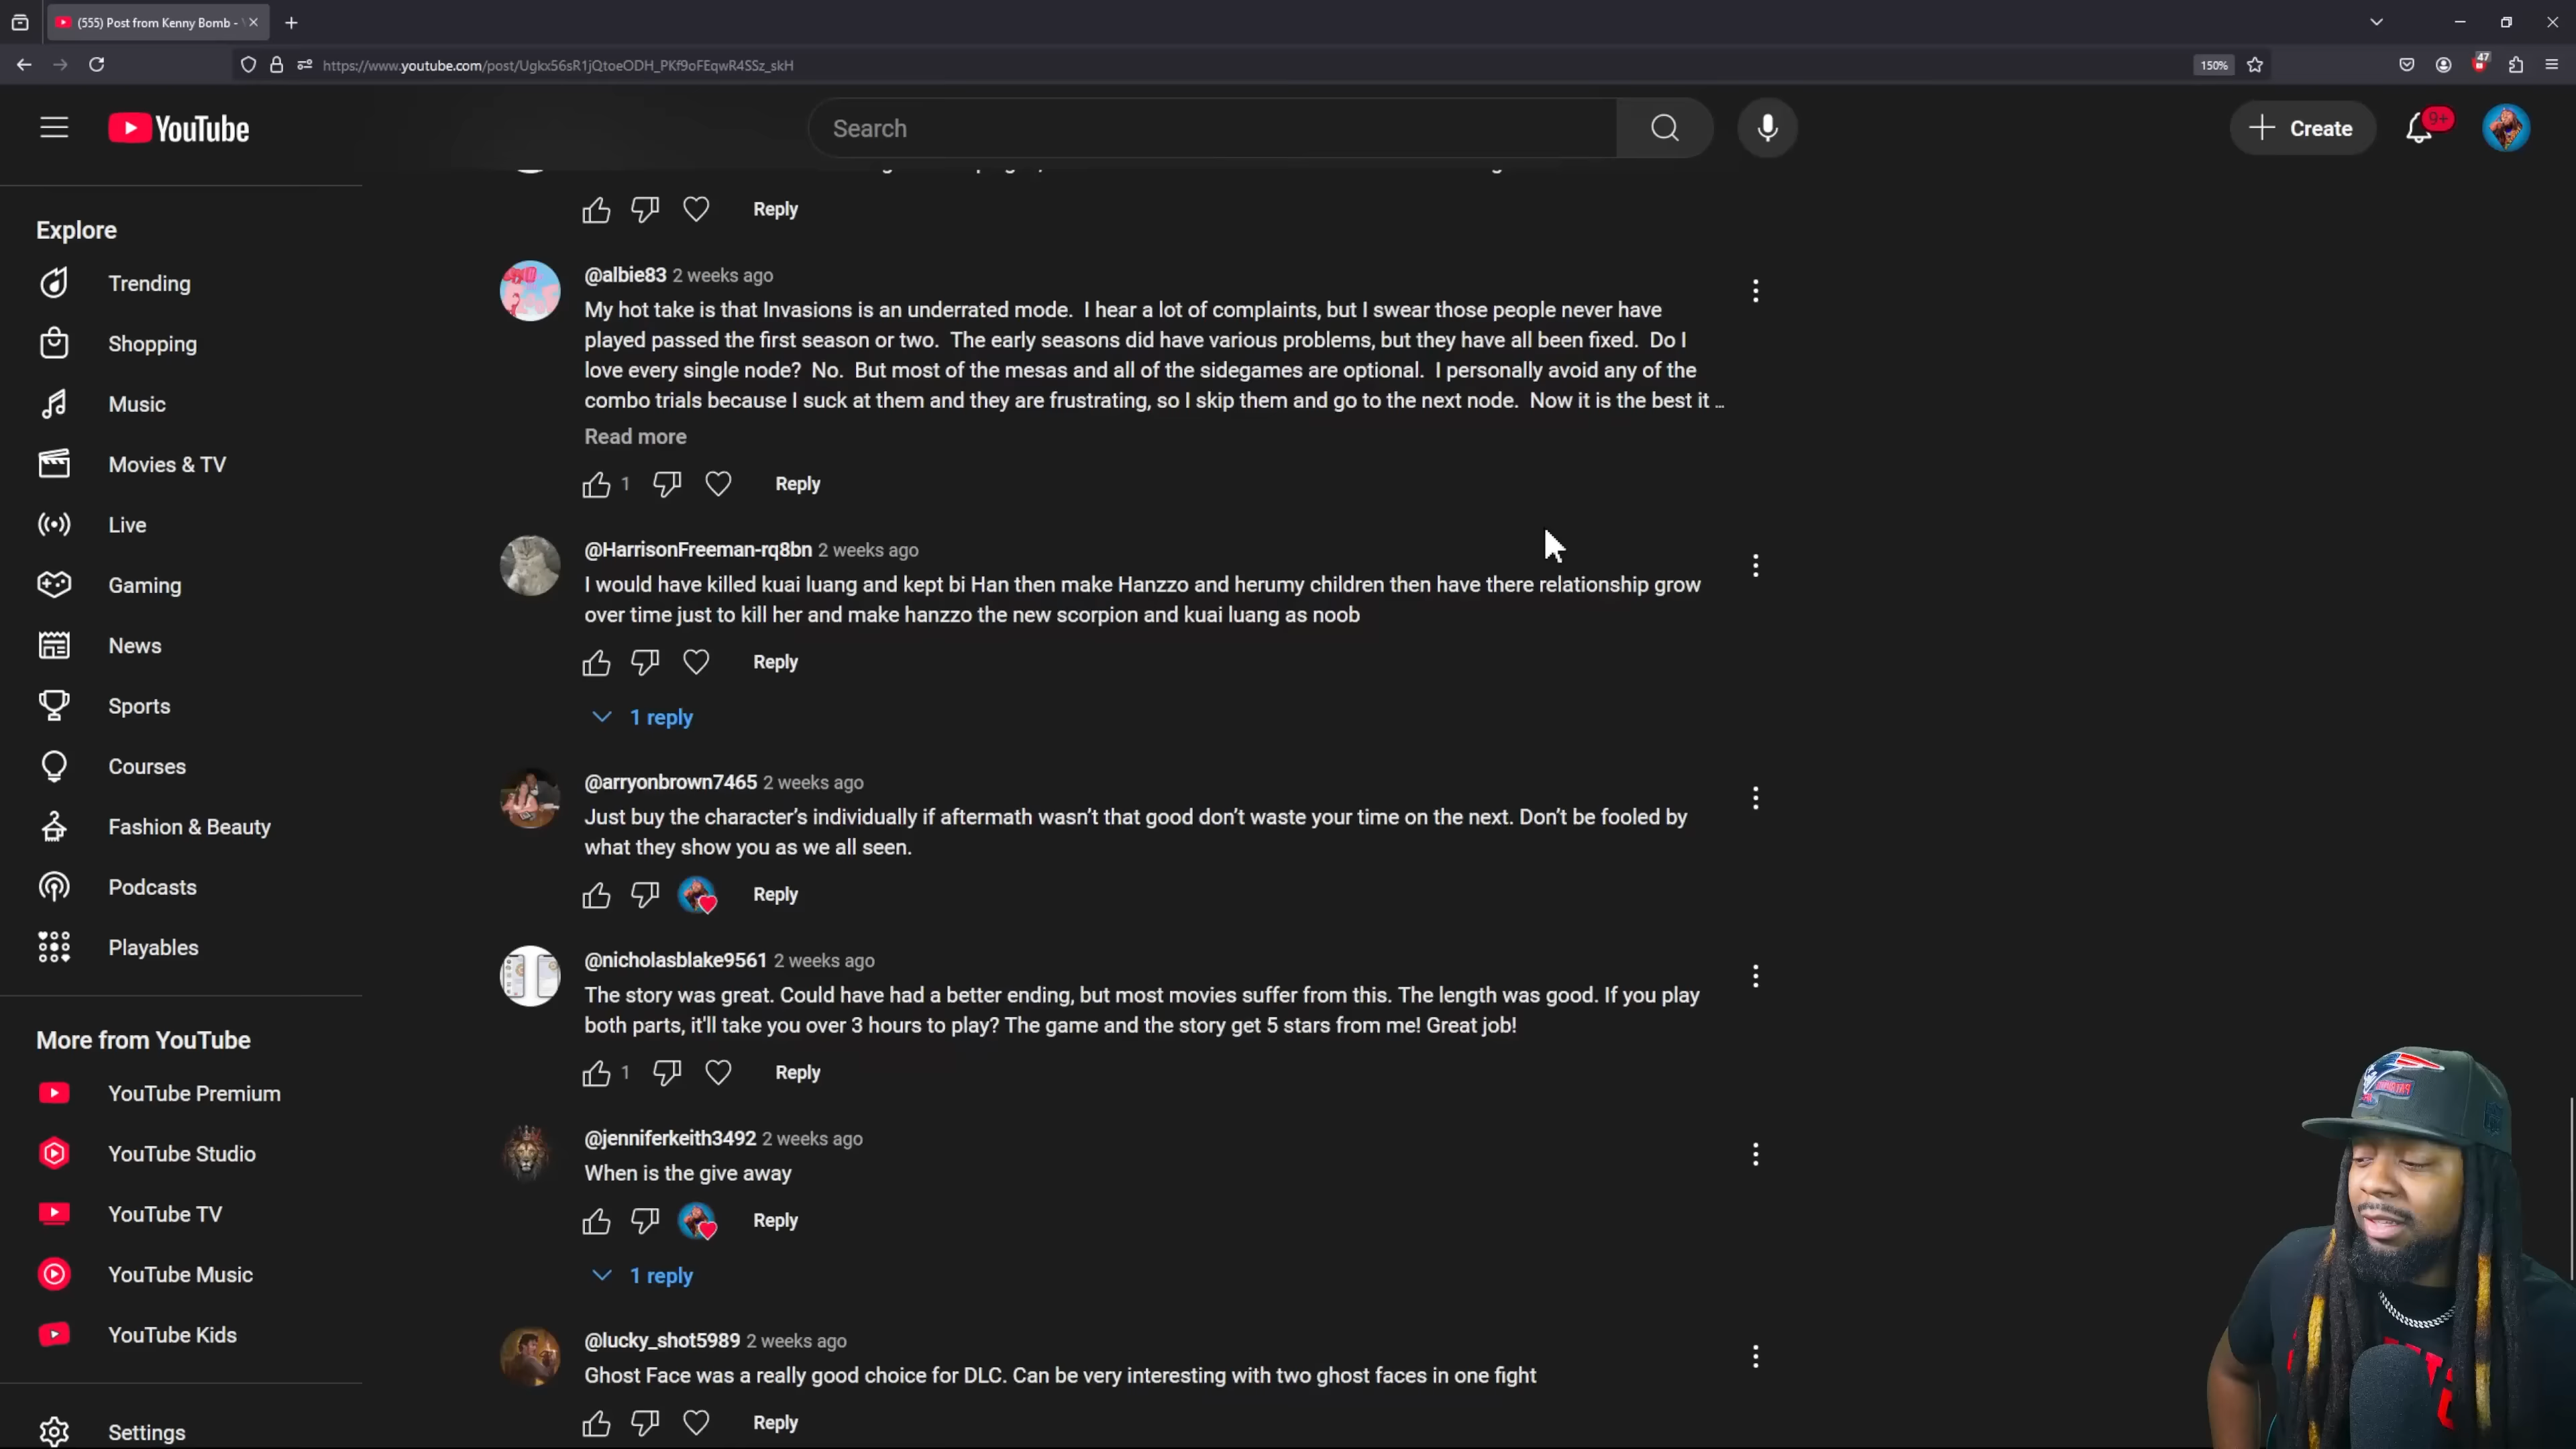 (555) Post from Kenny Bomb -
https://www.youtube.com/post/Ugkx56sR1jQtoeODH_PKf9oFEqwR4SSz_skH
150%
47
YouTube
Search
Create
9+
Explore
Trending
Shopping
Music
Movies & TV
Live
Gaming
News
Sports
Courses
Fashion & Beauty
Podcasts
Playables
More from YouTube
YouTube Premium
YouTube Studio
YouTube TV
YouTube Music
YouTube Kids
Settings
Reply
@albie83 2 weeks ago
My hot take is that Invasions is an underrated mode. I hear a lot of complaints, but I swear those people never have
played passed the first season or two. The early seasons did have various problems, but they have all been fixed. Do I
love every single node? No. But most of the mesas and all of the sidegames are optional. I personally avoid any of the
combo trials because I suck at them and they are frustrating, so I skip them and go to the next node. Now it is the best it ...
Read more
1 Reply
@HarrisonFreeman-rq8bn 2 weeks ago
I would have killed kuai luang and kept bi Han then make Hanzzo and herumy children then have there relationship grow
over time just to kill her and make hanzzo the new scorpion and kuai luang as noob
Reply
1 reply
@arryonbrown7465 2 weeks ago
Just buy the character’s individually if aftermath wasn’t that good don’t waste your time on the next. Don’t be fooled by
what they show you as we all seen.
Reply
@nicholasblake9561 2 weeks ago
The story was great. Could have had a better ending, but most movies suffer from this. The length was good. If you play
both parts, it'll take you over 3 hours to play? The game and the story get 5 stars from me! Great job!
1 Reply
@jenniferkeith3492 2 weeks ago
When is the give away
Reply
1 reply
@lucky_shot5989 2 weeks ago
Ghost Face was a really good choice for DLC. Can be very interesting with two ghost faces in one fight
Reply